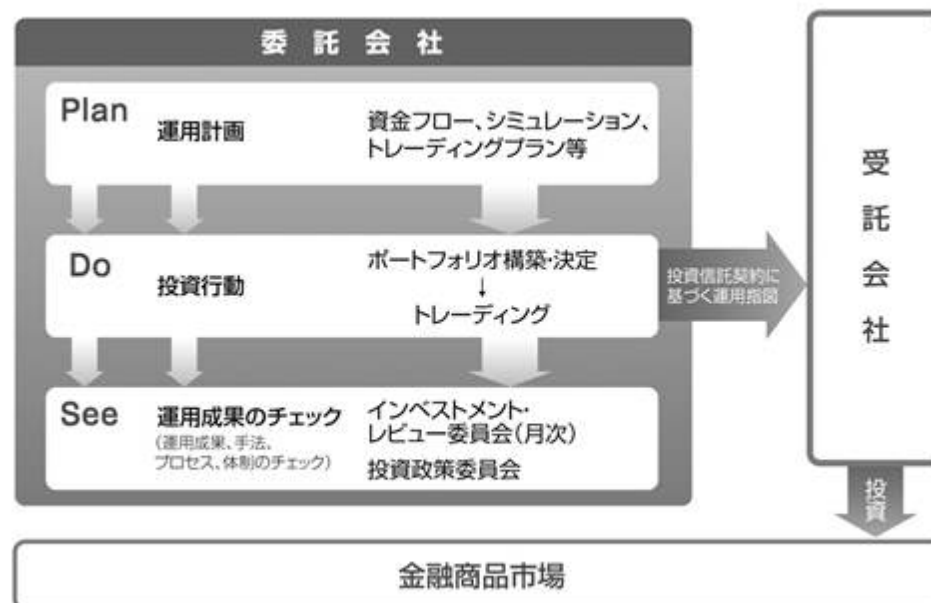 委託会社
Plan
運用計画
資金フロー、シミュレーション、
トレーディングプラン等
Do
投資行動
ポートフォリオ構築・決定
↓
トレーディング
投資信託契約に
基づく運用指図
See
運用成果のチェック
(運用成果、手法、
プロセス、体制のチェック)
インベストメント・
レビュー委員会(月次)
投資政策委員会
受託会社
投資
金融商品市場